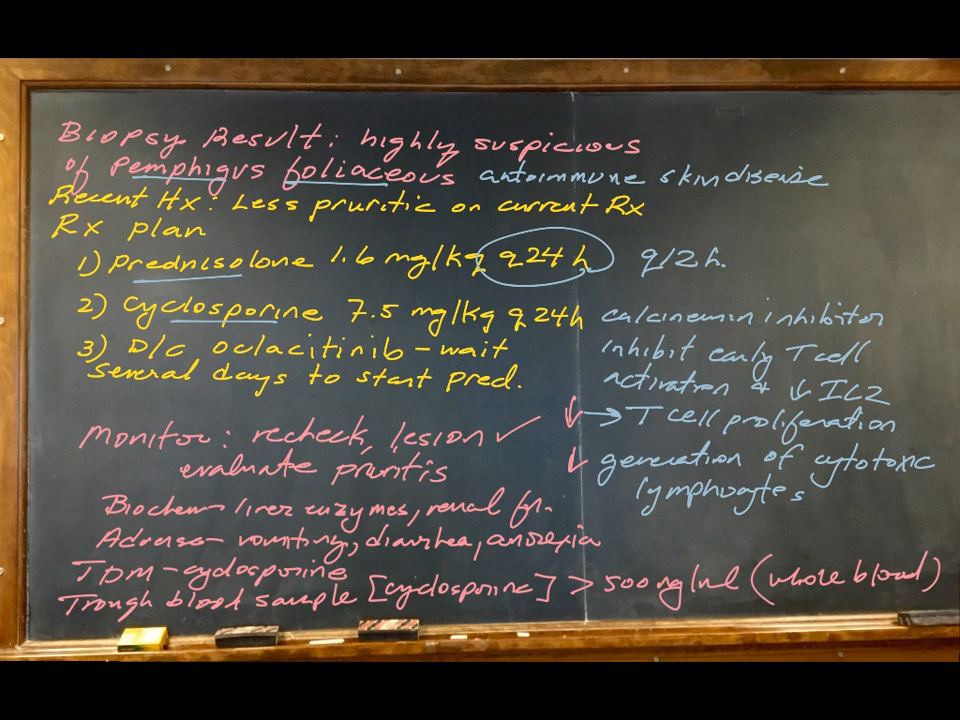 Biopsy Result: highly suspicious
of Pemphigus foliaceous autoimmune skin disease
Recent Hx: Less pruritic on current Rx
Rx plan
1) Prednisolone 1.6 mg/kg q24h q12h.
2) Cyclosporine 7.5 mg/kg q24h
3) D/C oclacitinib - wait
several days to start pred.
calcineurin inhibitor
inhibit early T cell
activation & ↓ IL2
↓ → T cell proliferation
↓ generation of cytotoxic
lymphocytes
Monitor: recheck, lesion ✓
evaluate pruritis
Biochem - liver enzymes, renal fn.
Adverse - vomiting, diarrhea, anorexia
TDM - cyclosporine
Trough blood sample [cyclosporine] > 500 ng/ml (whole blood)